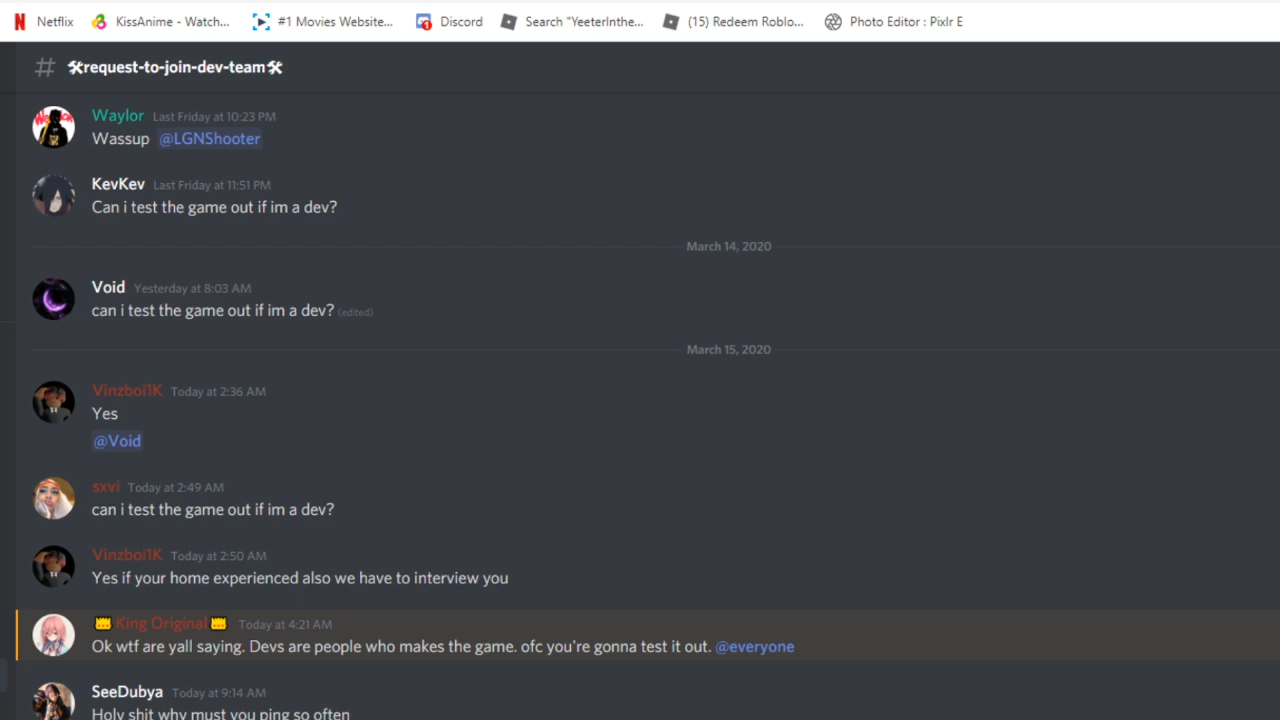 Netflix KissAnime - Watch... #1 Movies Website... Discord Search "YeeterInthe... (15) Redeem Roblo... Photo Editor : Pixlr E
# 🛠request-to-join-dev-team🛠
Waylor Last Friday at 10:23 PM
Wassup @LGNShooter
KevKev Last Friday at 11:51 PM
Can i test the game out if im a dev?
March 14, 2020
Void Yesterday at 8:03 AM
can i test the game out if im a dev? (edited)
March 15, 2020
Vinzboi1K Today at 2:36 AM
Yes
@Void
sxvi Today at 2:49 AM
can i test the game out if im a dev?
Vinzboi1K Today at 2:50 AM
Yes if your home experienced also we have to interview you
King Original Today at 4:21 AM
Ok wtf are yall saying. Devs are people who makes the game. ofc you're gonna test it out. @everyone
SeeDubya Today at 9:14 AM
Holy shit why must you ping so often